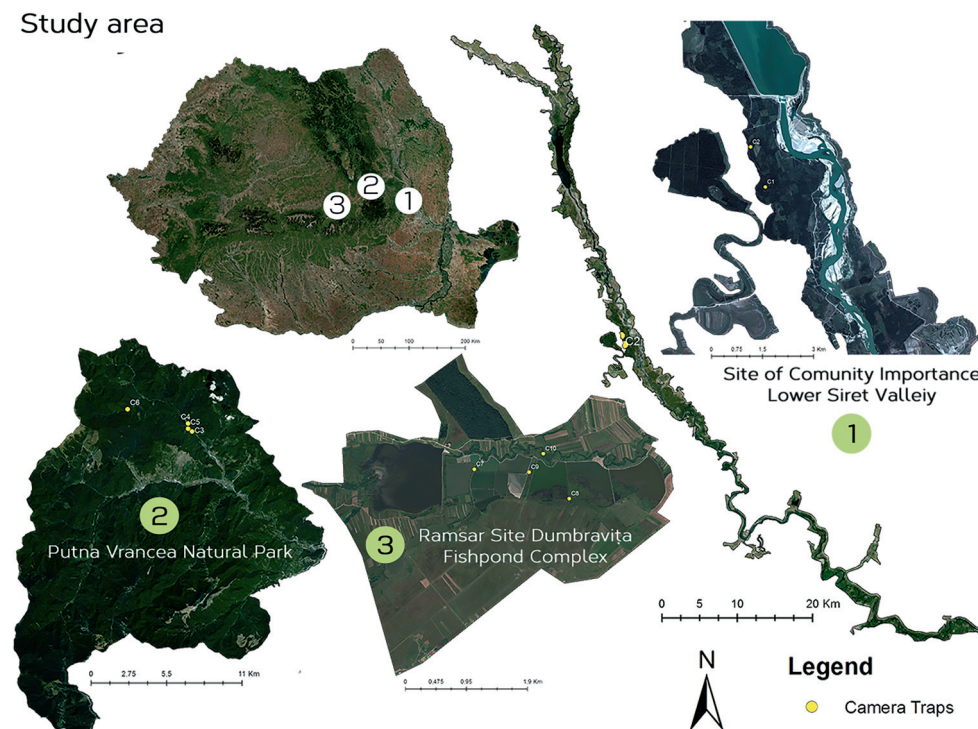 Study area
1
2
3
0 50 100 200 Km
C2
C1
0 0.75 1.5 3 Km
Site of Comunity Importance
Lower Siret Valleiy
1
C2
C6
C4
C5
C3
2
Putna Vrancea Natural Park
0 2.75 5.5 11 Km
C10
C7
C9
C8
3
Ramsar Site Dumbravița
Fishpond Complex
0 0.475 0.95 1.9 Km
0 5 10 20 Km
N
Legend
Camera Traps